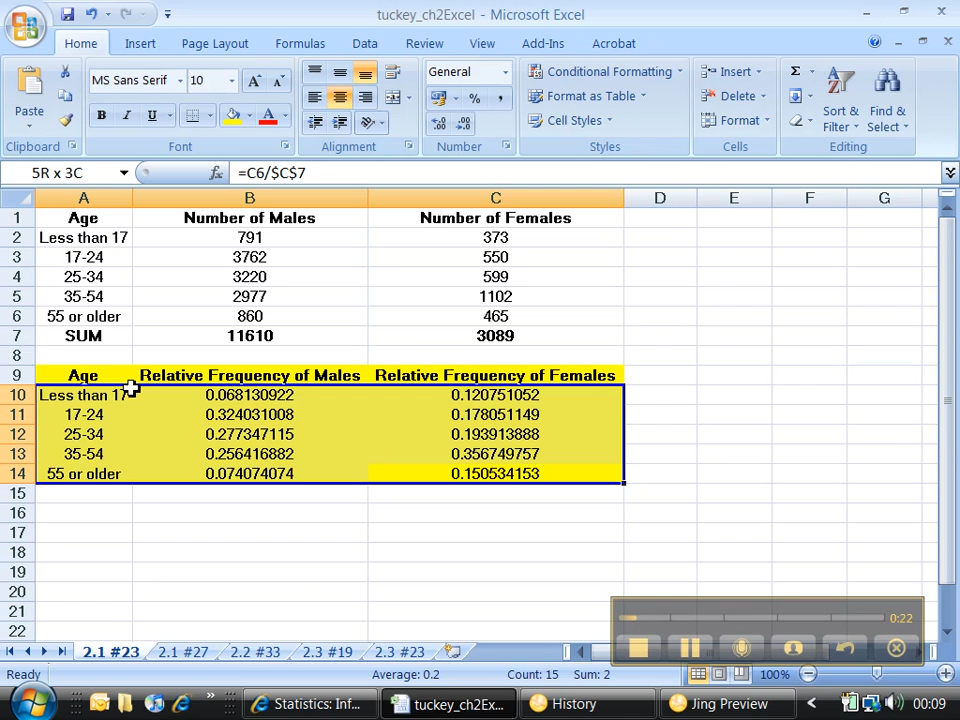 tuckey_ch2Excel - Microsoft Excel
Home Insert Page Layout Formulas Data Review View Add-Ins Acrobat
Paste
MS Sans Serif 10
General
Conditional Formatting
Format as Table
Cell Styles
Insert
Delete
Format
Sort & Filter
Find & Select
Clipboard Font Alignment Number Styles Cells Editing
5R x 3C fx =C6/$C$7
A B C D E F G
1 Age Number of Males Number of Females
2 Less than 17 791 373
3 17-24 3762 550
4 25-34 3220 599
5 35-54 2977 1102
6 55 or older 860 465
7 SUM 11610 3089
8
9 Age Relative Frequency of Males Relative Frequency of Females
10 Less than 17 0.068130922 0.120751052
11 17-24 0.324031008 0.178051149
12 25-34 0.277347115 0.193913888
13 35-54 0.256416882 0.356749757
14 55 or older 0.074074074 0.150534153
15
16
17
18
19
20
21
22
0:22
2.1 #23 2.1 #27 2.2 #33 2.3 #19 2.3 #23
Ready Average: 0.2 Count: 15 Sum: 2 100%
Statistics: Inf... tuckey_ch2Ex... History Jing Preview 00:09